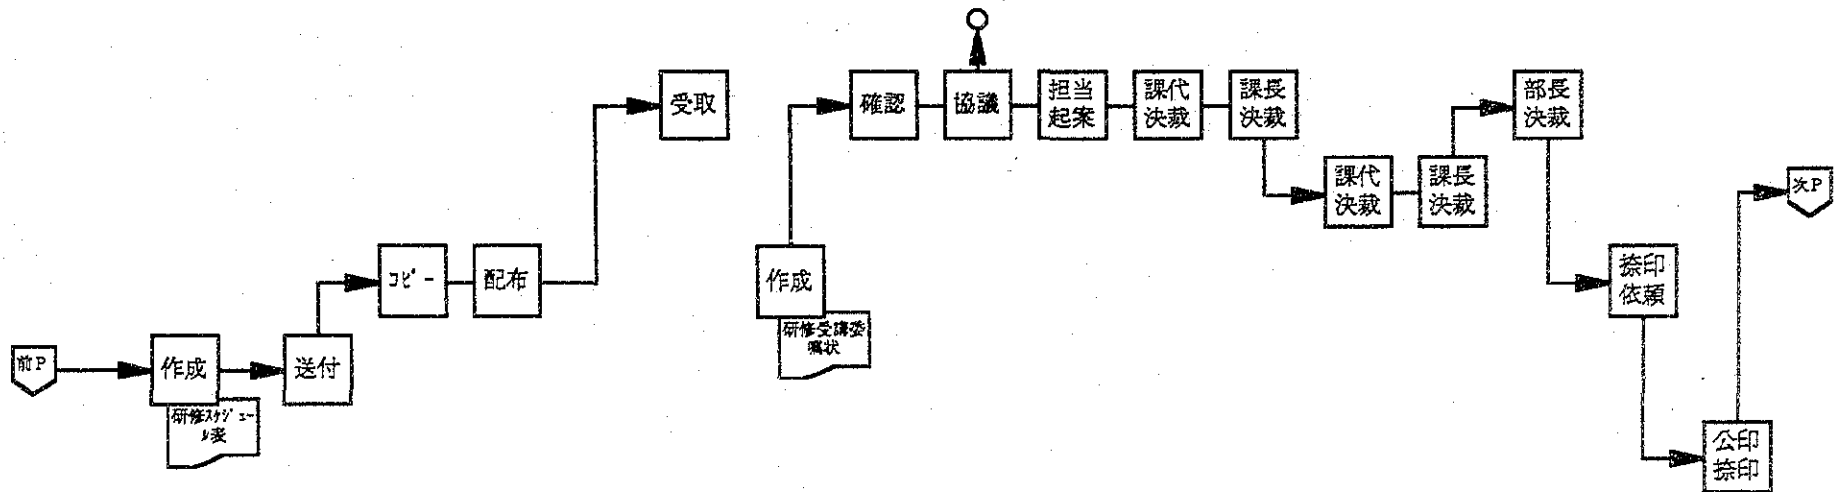 前P
作成
研修スケジュー
ル表
送付
コピー
配布
受取
作成
研修受講委
嘱状
確認
協議
担当
起案
課代
決裁
課長
決裁
課代
決裁
課長
決裁
部長
決裁
捺印
依頼
公印
捺印
次P